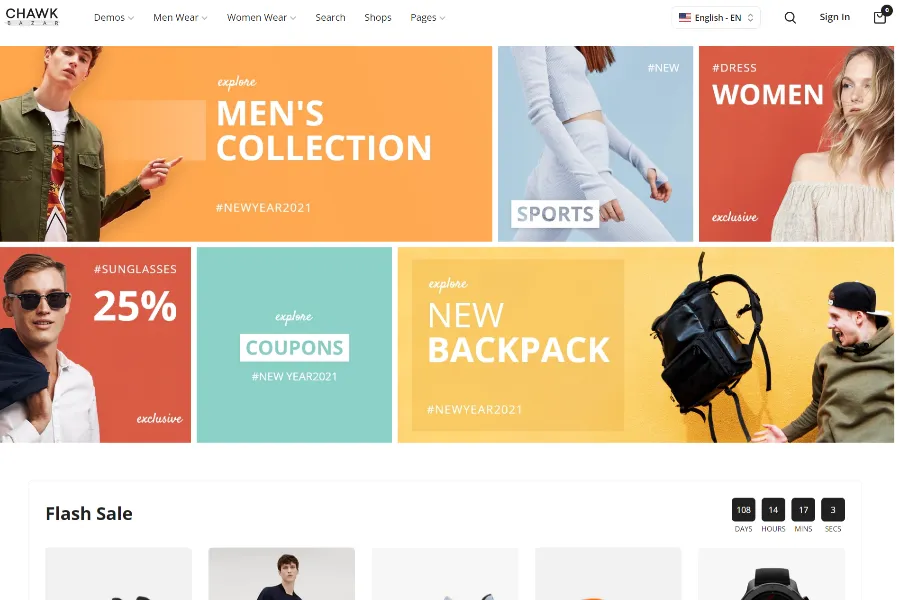 CHAWK
BAZAR
Demos
Men Wear
Women Wear
Search
Shops
Pages
English - EN
Sign In
0
explore
MEN'S
COLLECTION
#NEWYEAR2021
#NEW
SPORTS
#DRESS
WOMEN
exclusive
#SUNGLASSES
25%
exclusive
explore
COUPONS
#NEW YEAR2021
explore
NEW
BACKPACK
#NEWYEAR2021
Flash Sale
108 14 17 3
DAYS HOURS MINS SECS